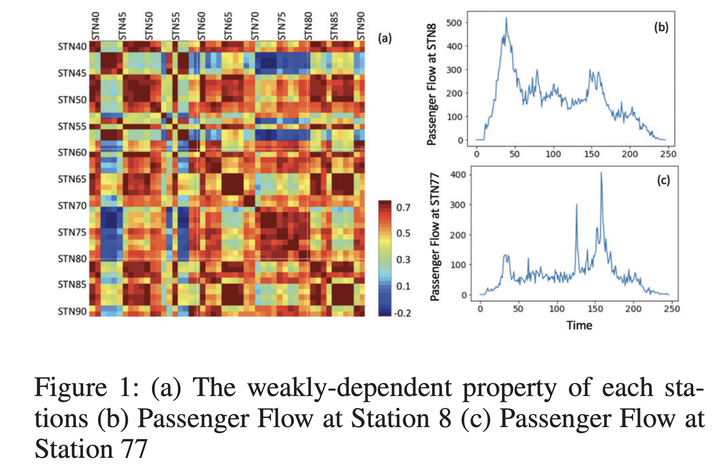 STN40
STN45
STN50
STN55
STN60
STN65
STN70
STN75
STN80
STN85
STN90
(a)
STN40
STN45
STN50
STN55
STN60
STN65
STN70
STN75
STN80
STN85
STN90
0.7
0.5
0.3
0.1
-0.2
Passenger Flow at STN8
500
400
300
200
100
0
(b)
0 50 100 150 200 250
Passenger Flow at STN77
400
300
200
100
0
(c)
0 50 100 150 200 250
Time
Figure 1: (a) The weakly-dependent property of each sta-
tions (b) Passenger Flow at Station 8 (c) Passenger Flow at
Station 77